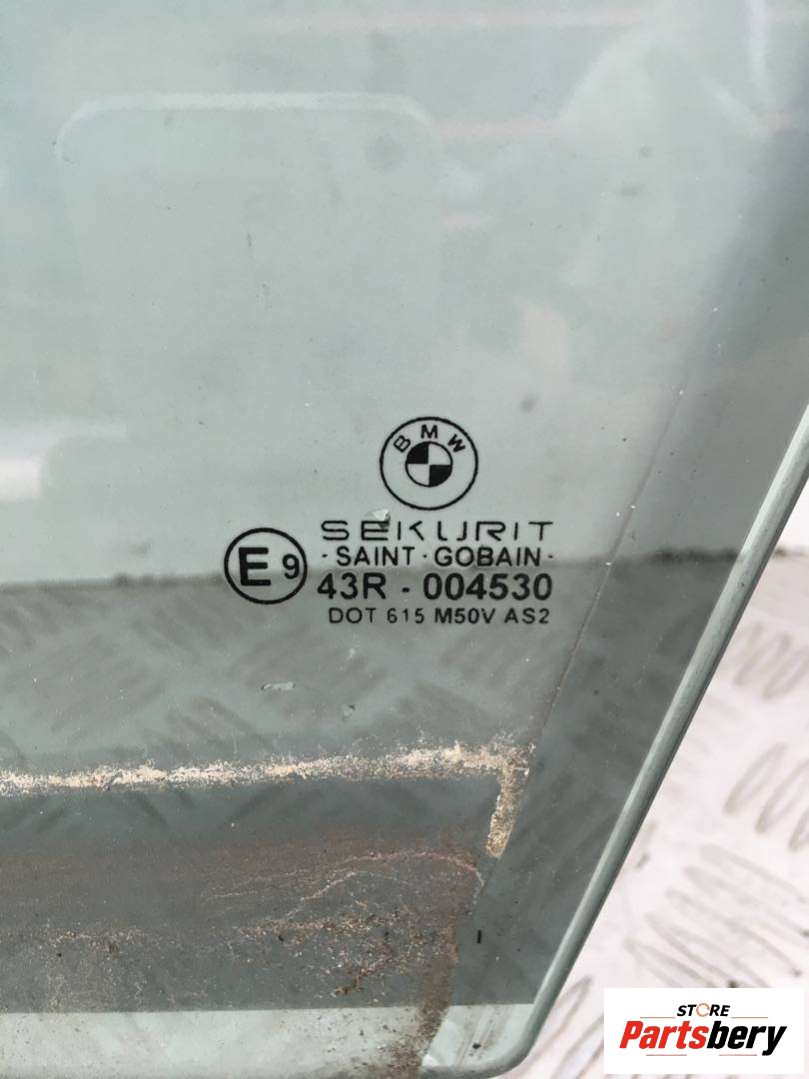 BMW
SEKURIT
- SAINT - GOBAIN -
E9
43R - 004530
DOT 615 M50V AS2
STORE
Partsbery